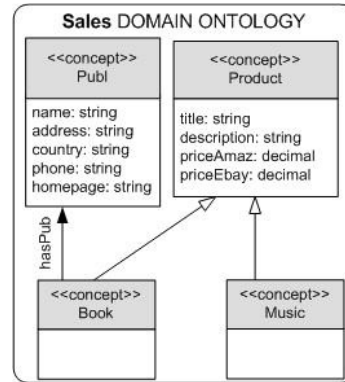 Sales DOMAIN ONTOLOGY
<<concept>>
Publ
name: string
address: string
country: string
phone: string
homepage: string
<<concept>>
Product
title: string
description: string
priceAmaz: decimal
priceEbay: decimal
hasPub
<<concept>>
Book
<<concept>>
Music